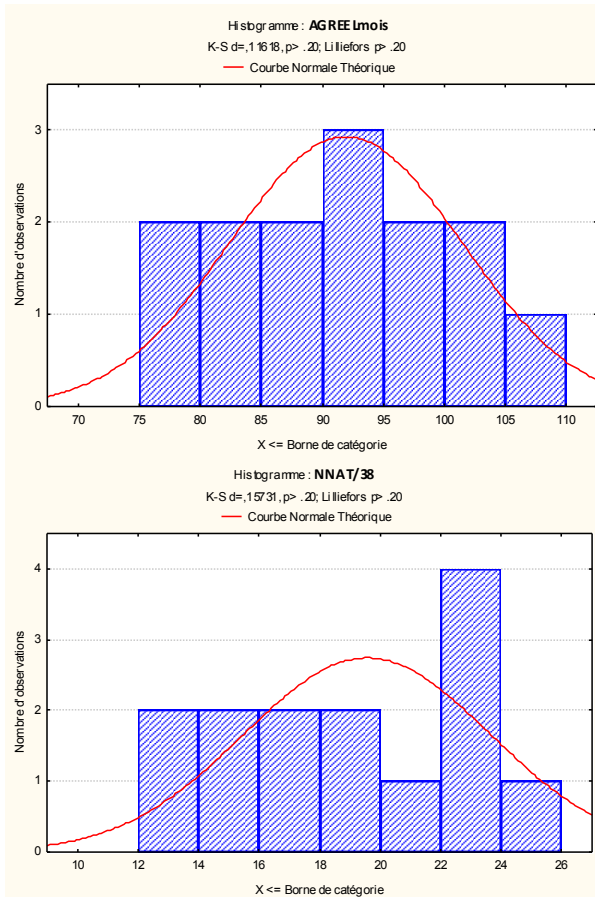 Histogramme : AGREELmois
K-S d=,11618, p> .20; Lilliefors p> .20
Courbe Normale Théorique
Nombre d'observations
3
2
1
0
70 75 80 85 90 95 100 105 110
X <= Borne de catégorie
Histogramme : NNAT/38
K-S d=,15731, p> .20; Lilliefors p> .20
Courbe Normale Théorique
Nombre d'observations
4
3
2
1
0
10 12 14 16 18 20 22 24 26
X <= Borne de catégorie